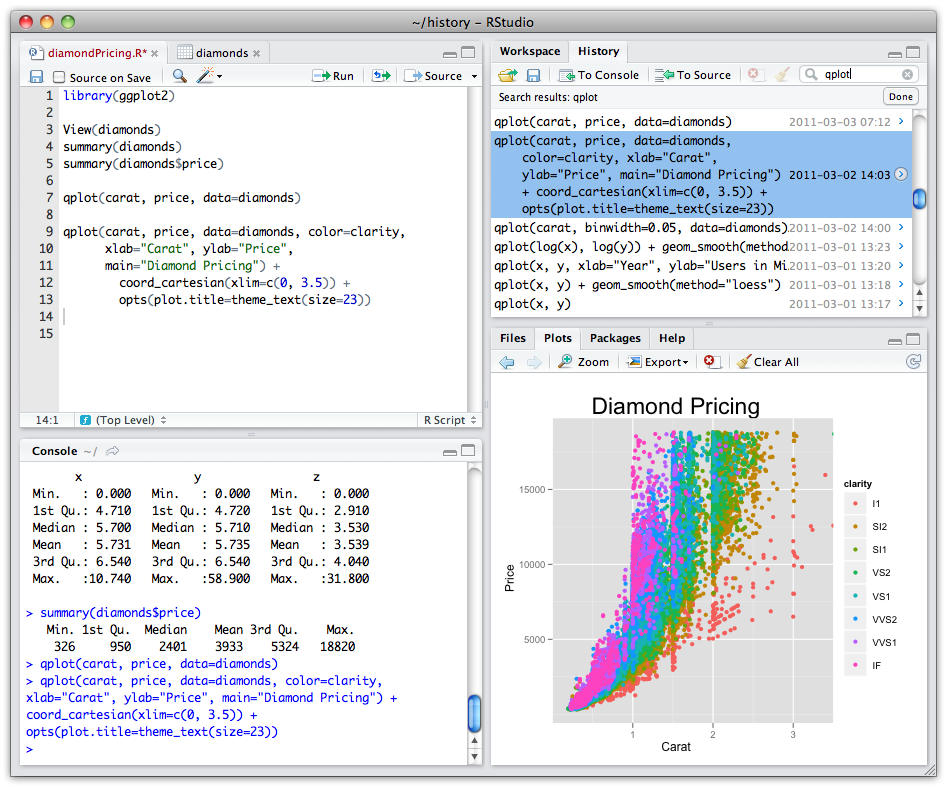 ~/history – RStudio
diamondPricing.R*
diamonds
Source on Save
Run
Source
1 library(ggplot2)
2
3 View(diamonds)
4 summary(diamonds)
5 summary(diamonds$price)
6
7 qplot(carat, price, data=diamonds)
8
9 qplot(carat, price, data=diamonds, color=clarity,
10 xlab="Carat", ylab="Price",
11 main="Diamond Pricing") +
12 coord_cartesian(xlim=c(0, 3.5)) +
13 opts(plot.title=theme_text(size=23))
14
15
14:1 (Top Level) R Script
Console ~/
x y z
Min. : 0.000 Min. : 0.000 Min. : 0.000
1st Qu.: 4.710 1st Qu.: 4.720 1st Qu.: 2.910
Median : 5.700 Median : 5.710 Median : 3.530
Mean : 5.731 Mean : 5.735 Mean : 3.539
3rd Qu.: 6.540 3rd Qu.: 6.540 3rd Qu.: 4.040
Max. :10.740 Max. :58.900 Max. :31.800
> summary(diamonds$price)
Min. 1st Qu. Median Mean 3rd Qu. Max.
326 950 2401 3933 5324 18820
> qplot(carat, price, data=diamonds)
> qplot(carat, price, data=diamonds, color=clarity,
xlab="Carat", ylab="Price", main="Diamond Pricing") +
coord_cartesian(xlim=c(0, 3.5)) +
opts(plot.title=theme_text(size=23))
>
Workspace History
To Console To Source qplot
Search results: qplot Done
qplot(carat, price, data=diamonds) 2011-03-03 07:12
qplot(carat, price, data=diamonds,
color=clarity, xlab="Carat",
ylab="Price", main="Diamond Pricing") 2011-03-02 14:03
+ coord_cartesian(xlim=c(0, 3.5)) +
opts(plot.title=theme_text(size=23))
qplot(carat, binwidth=0.05, data=diamonds) 2011-03-02 14:00
qplot(log(x), log(y)) + geom_smooth(method 2011-03-01 13:23
qplot(x, y, xlab="Year", ylab="Users in Mi 2011-03-01 13:20
qplot(x, y) + geom_smooth(method="loess") 2011-03-01 13:18
qplot(x, y) 2011-03-01 13:17
Files Plots Packages Help
Zoom Export Clear All
Diamond Pricing
Price
15000
10000
5000
1 2 3
Carat
clarity
I1
SI2
SI1
VS2
VS1
VVS2
VVS1
IF